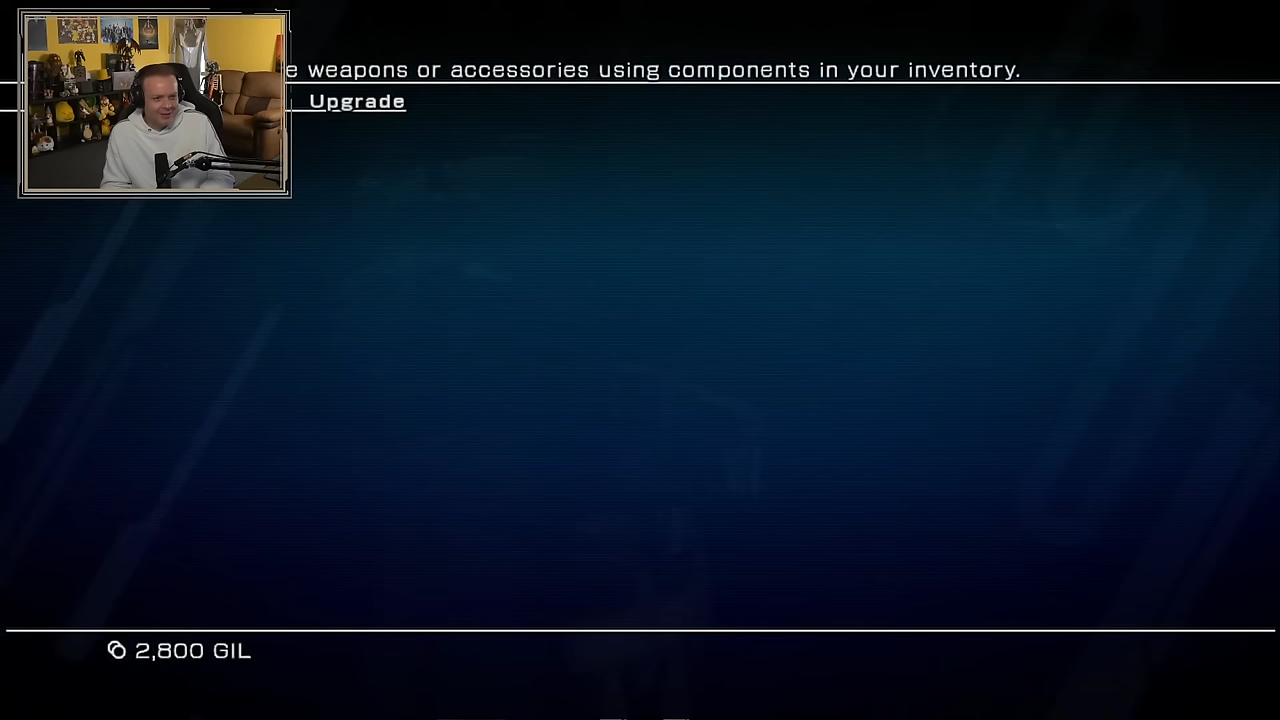 weapons or accessories using components in your inventory.
Upgrade
2,800 GIL